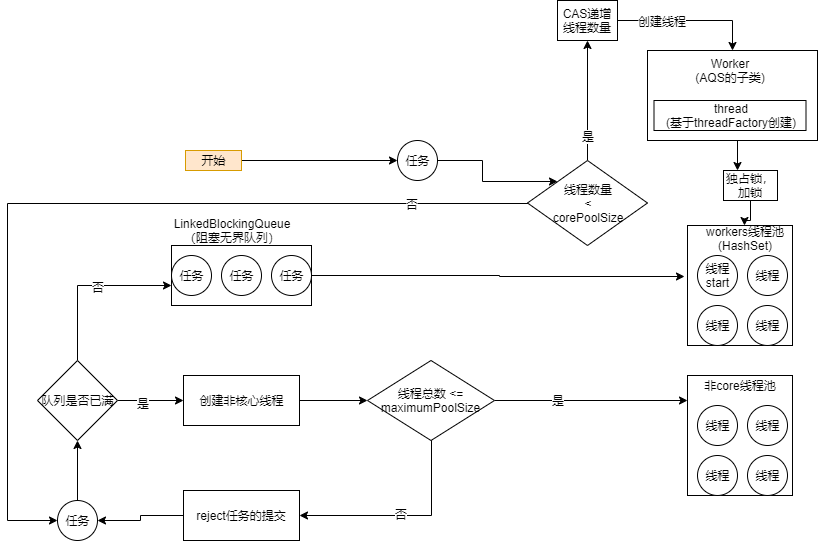 CAS递增
线程数量
创建线程
Worker
(AQS的子类)
thread
(基于threadFactory创建)
是
开始
任务
线程数量
<
corePoolSize
独占锁,
加锁
否
LinkedBlockingQueue
(阻塞无界队列)
任务
任务
任务
workers线程池
(HashSet)
线程
start
线程
线程
线程
否
队列是否已满
是
创建非核心线程
线程总数 <=
maximumPoolSize
是
非core线程池
线程
线程
线程
线程
任务
reject任务的提交
否